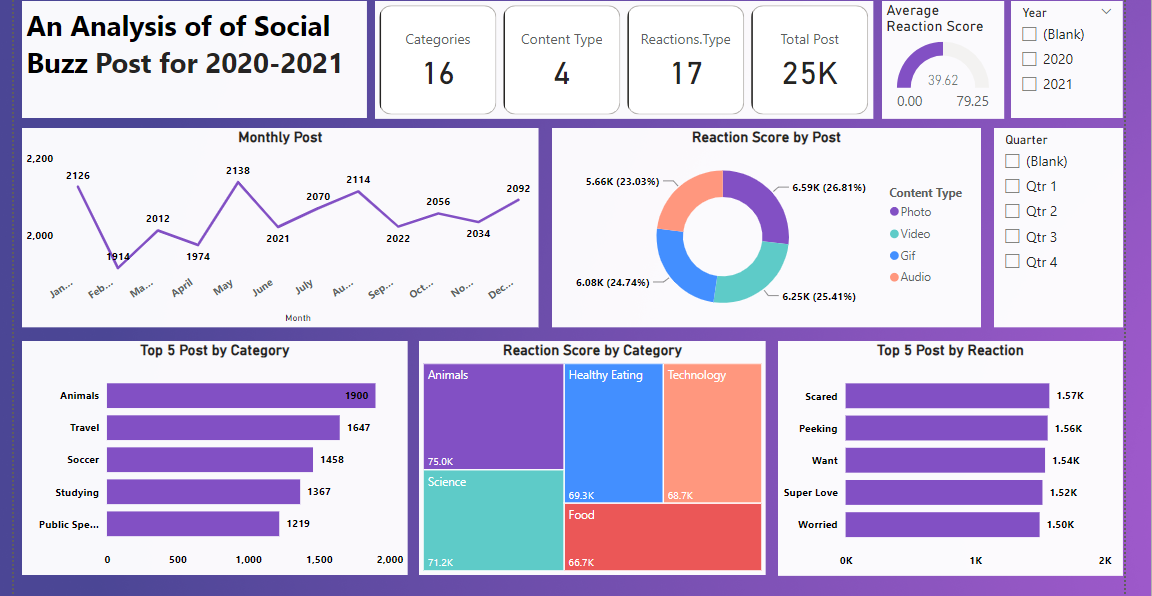 An Analysis of of Social
Buzz Post for 2020-2021
Categories
16
Content Type
4
Reactions.Type
17
Total Post
25K
Average
Reaction Score
39.62
0.00
79.25
Year
(Blank)
2020
2021
Monthly Post
2,200
2,000
2126
1914
2012
1974
2138
2021
2070
2114
2022
2056
2034
2092
Jan...
Feb...
Ma...
April
May
June
July
Au...
Sep...
Oct...
No...
Dec...
Month
Reaction Score by Post
5.66K (23.03%)
6.59K (26.81%)
6.08K (24.74%)
6.25K (25.41%)
Content Type
Photo
Video
Gif
Audio
Quarter
(Blank)
Qtr 1
Qtr 2
Qtr 3
Qtr 4
Top 5 Post by Category
Animals 1900
Travel 1647
Soccer 1458
Studying 1367
Public Spe... 1219
0 500 1,000 1,500 2,000
Reaction Score by Category
Animals
75.0K
Science
71.2K
Healthy Eating
69.3K
Technology
68.7K
Food
66.7K
Top 5 Post by Reaction
Scared 1.57K
Peeking 1.56K
Want 1.54K
Super Love 1.52K
Worried 1.50K
0K 1K 2K